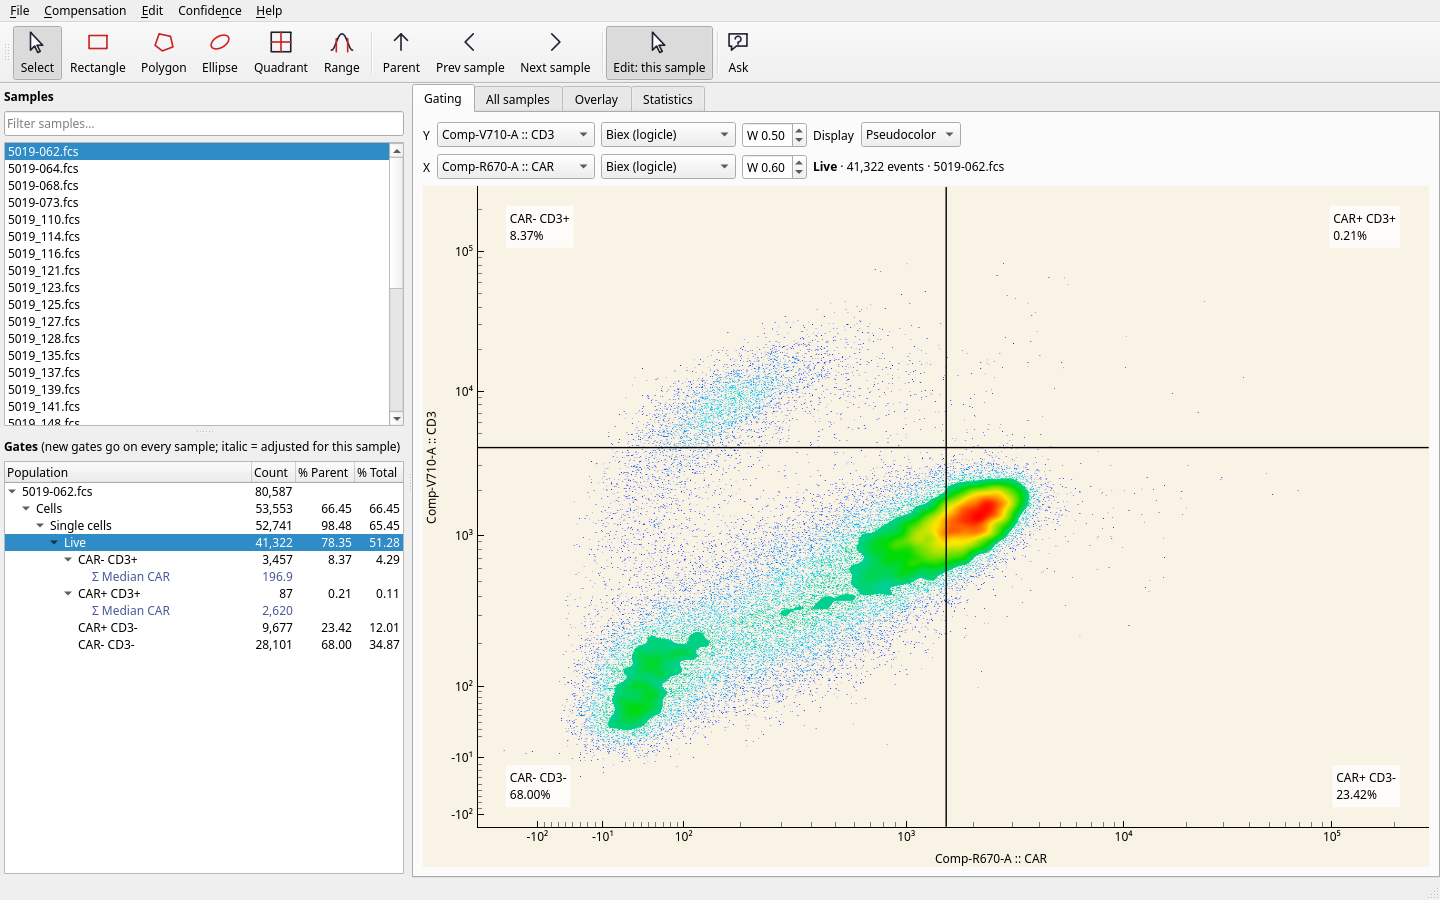 File Compensation Edit Confidence Help
Select Rectangle Polygon Ellipse Quadrant Range Parent Prev sample Next sample Edit: this sample Ask
Samples
Filter samples...
5019-062.fcs
5019-064.fcs
5019-068.fcs
5019-073.fcs
5019_110.fcs
5019_114.fcs
5019_116.fcs
5019_121.fcs
5019_123.fcs
5019_125.fcs
5019_127.fcs
5019_128.fcs
5019_135.fcs
5019_137.fcs
5019_139.fcs
5019_141.fcs
5019_148.fcs
Gates (new gates go on every sample; italic = adjusted for this sample)
Population Count % Parent % Total
5019-062.fcs 80,587
Cells 53,553 66.45 66.45
Single cells 52,741 98.48 65.45
Live 41,322 78.35 51.28
CAR- CD3+ 3,457 8.37 4.29
Σ Median CAR 196.9
CAR+ CD3+ 87 0.21 0.11
Σ Median CAR 2,620
CAR+ CD3- 9,677 23.42 12.01
CAR- CD3- 28,101 68.00 34.87
Gating All samples Overlay Statistics
Y Comp-V710-A :: CD3 Biex (logicle) W 0.50 Display Pseudocolor
X Comp-R670-A :: CAR Biex (logicle) W 0.60 Live · 41,322 events · 5019-062.fcs
CAR- CD3+
8.37%
CAR+ CD3+
0.21%
10⁵
10⁴
10³
10²
-10¹
-10²
Comp-V710-A :: CD3
CAR- CD3-
68.00%
CAR+ CD3-
23.42%
-10² -10¹ 10² 10³ 10⁴ 10⁵
Comp-R670-A :: CAR